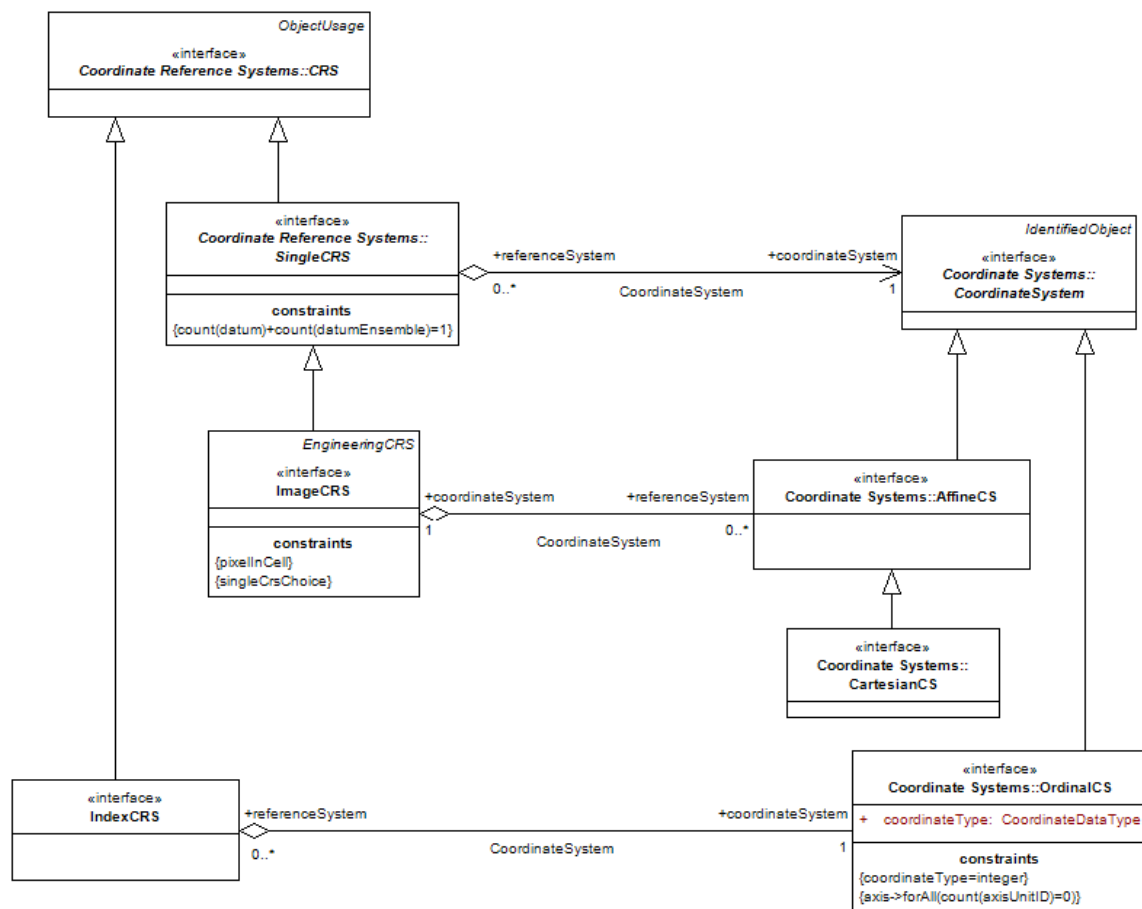 ObjectUsage
«interface»
Coordinate Reference Systems::CRS
«interface»
Coordinate Reference Systems::
SingleCRS
constraints
{count(datum)+count(datumEnsemble)=1}
+referenceSystem
0..*
CoordinateSystem
+coordinateSystem
1
IdentifiedObject
«interface»
Coordinate Systems::
CoordinateSystem
EngineeringCRS
«interface»
ImageCRS
constraints
{pixelInCell}
{singleCrsChoice}
+coordinateSystem
1
CoordinateSystem
+referenceSystem
0..*
«interface»
Coordinate Systems::AffineCS
«interface»
Coordinate Systems::
CartesianCS
«interface»
IndexCRS
+referenceSystem
0..*
CoordinateSystem
+coordinateSystem
1
«interface»
Coordinate Systems::OrdinalCS
+ coordinateType: CoordinateDataType
constraints
{coordinateType=integer}
{axis->forAll(count(axisUnitID)=0)}